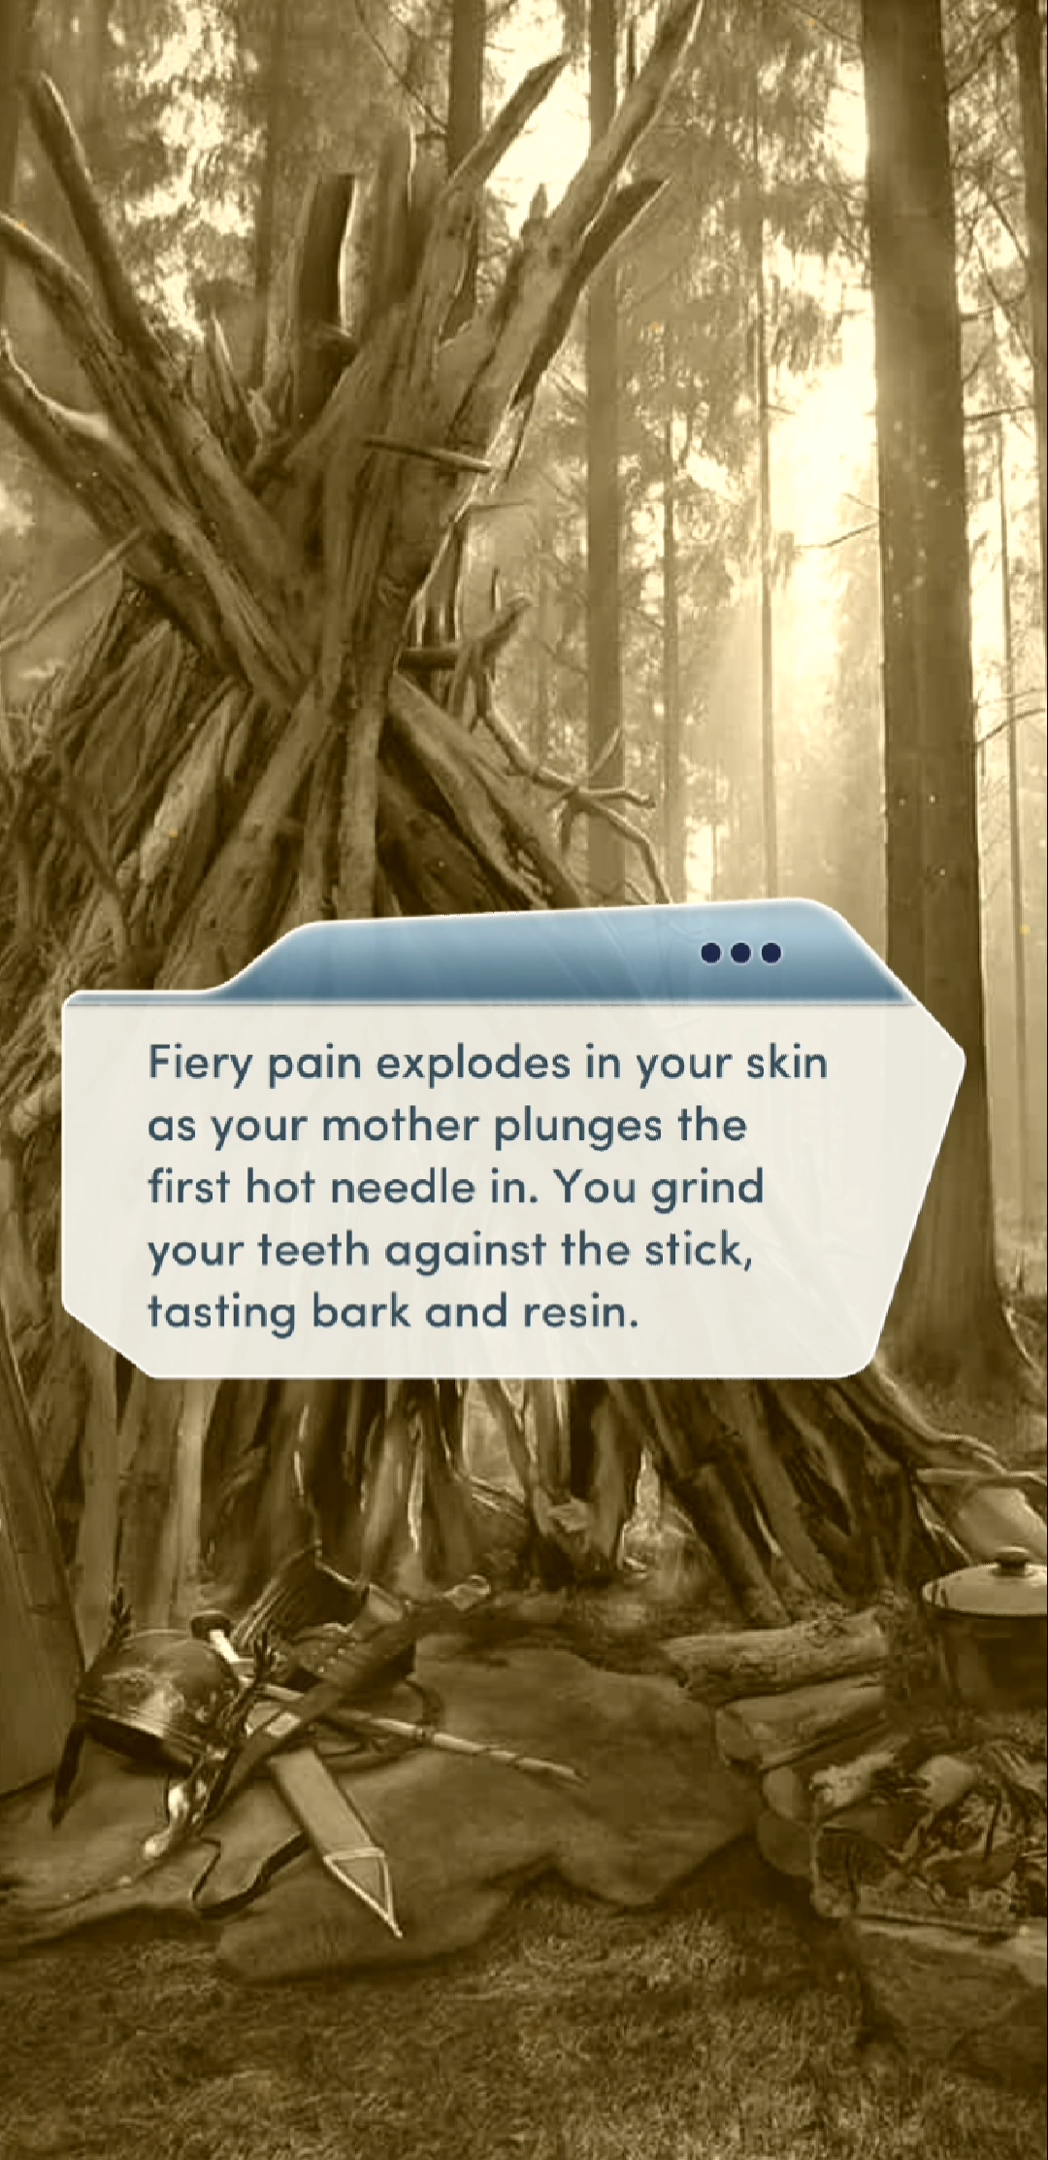 Fiery pain explodes in your skin
as your mother plunges the
first hot needle in. You grind
your teeth against the stick,
tasting bark and resin.